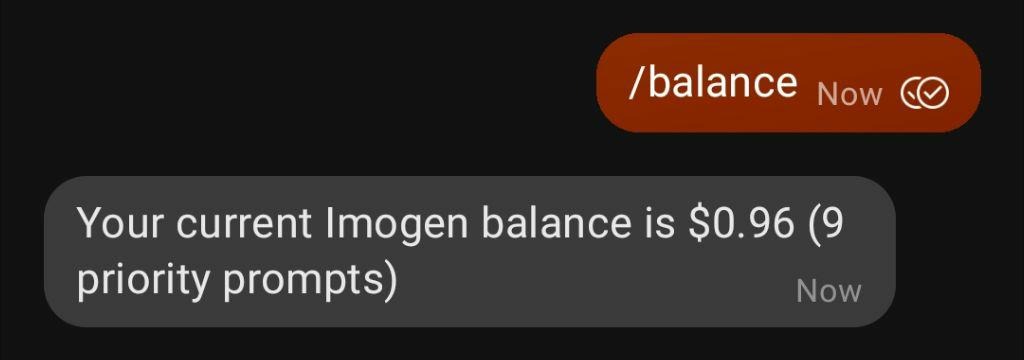 /balance Now
Your current Imogen balance is $0.96 (9
priority prompts)
Now